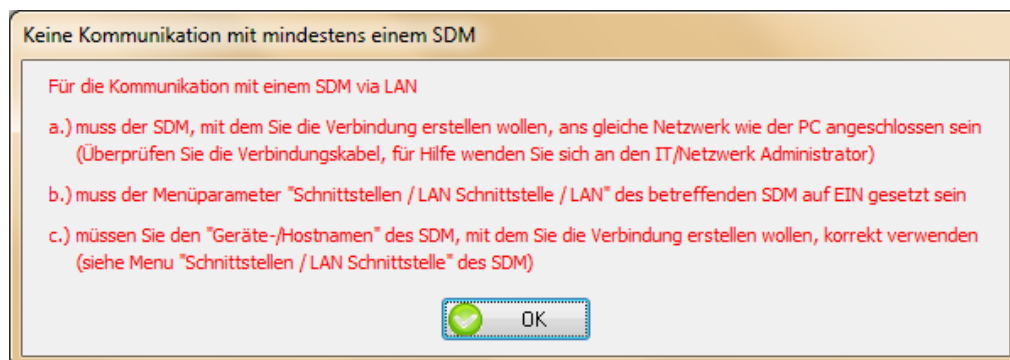 Keine Kommunikation mit mindestens einem SDM
Für die Kommunikation mit einem SDM via LAN
a.) muss der SDM, mit dem Sie die Verbindung erstellen wollen, ans gleiche Netzwerk wie der PC angeschlossen sein
(Überprüfen Sie die Verbindungskabel, für Hilfe wenden Sie sich an den IT/Netzwerk Administrator)
b.) muss der Menüparameter "Schnittstellen / LAN Schnittstelle / LAN" des betreffenden SDM auf EIN gesetzt sein
c.) müssen Sie den "Geräte-/Hostnamen" des SDM, mit dem Sie die Verbindung erstellen wollen, korrekt verwenden
(siehe Menu "Schnittstellen / LAN Schnittstelle" des SDM)
OK